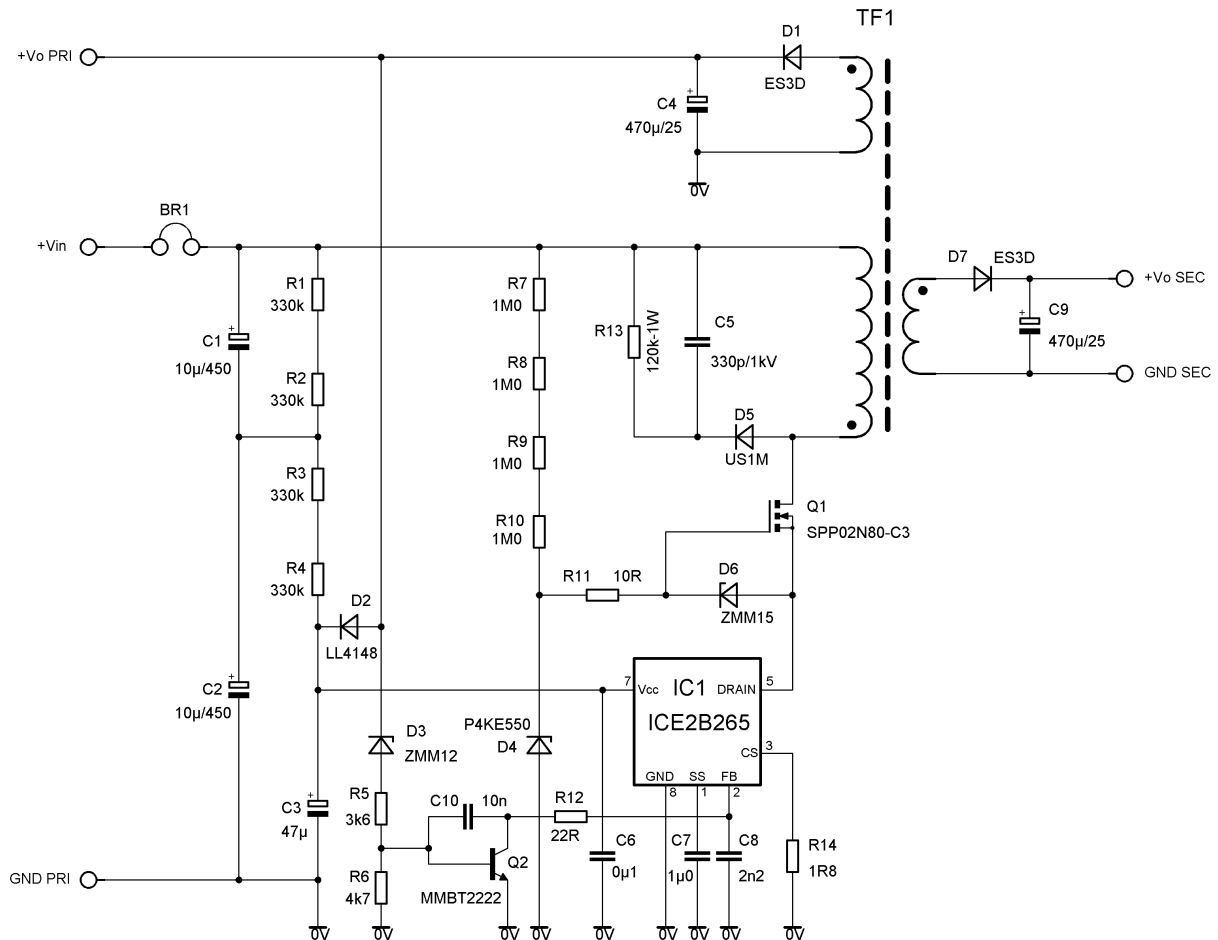 TF1
+Vo PRI
D1
ES3D
C4
470µ/25
0V
BR1
+Vin
R1
330k
R7
1M0
R13
120k-1W
C5
330p/1kV
D7
ES3D
+Vo SEC
C9
470µ/25
GND SEC
C1
10µ/450
R2
330k
R8
1M0
D5
US1M
R3
330k
R9
1M0
R10
1M0
Q1
SPP02N80-C3
R4
330k
R11
10R
D6
ZMM15
D2
LL4148
C2
10µ/450
7
Vcc
IC1
DRAIN
5
ICE2B265
CS
3
GND
SS
FB
8
1
2
D3
ZMM12
P4KE550
D4
C3
47µ
R5
3k6
C10
10n
R12
22R
C6
0µ1
C7
1µ0
C8
2n2
R14
1R8
Q2
MMBT2222
R6
4k7
GND PRI
0V
0V
0V
0V
0V
0V
0V
0V
0V